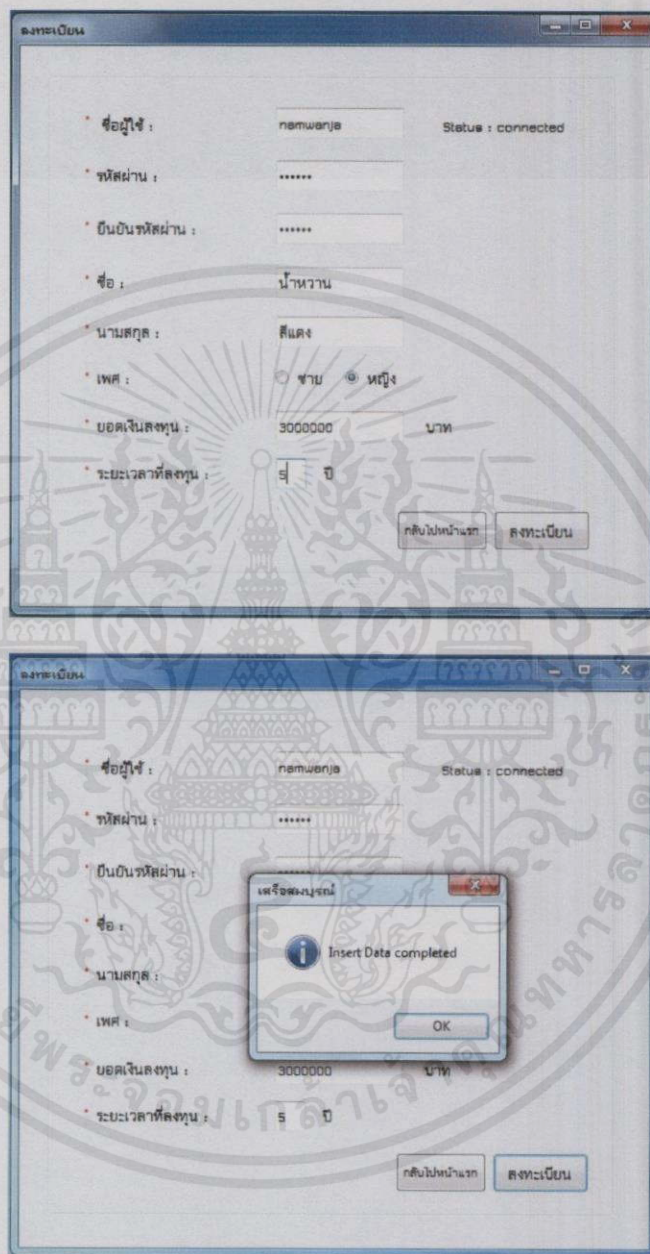 ลงทะเบียน
* ชื่อผู้ใช้ : namwanja Status : connected
* รหัสผ่าน : ••••••
* ยืนยันรหัสผ่าน : ••••••
* ชื่อ : น้ำหวาน
* นามสกุล : สีแดง
* เพศ : ชาย หญิง
* ยอดเงินลงทุน : 3000000 บาท
* ระยะเวลาที่ลงทุน : 5 ปี
กลับไปหน้าแรก ลงทะเบียน
ลงทะเบียน
* ชื่อผู้ใช้ : namwanja Status : connected
* รหัสผ่าน : ••••••
* ยืนยันรหัสผ่าน : ••••••
เสร็จสมบูรณ์
* ชื่อ :
Insert Data completed
* นามสกุล :
* เพศ :
OK
* ยอดเงินลงทุน : 3000000 บาท
* ระยะเวลาที่ลงทุน : 5 ปี
กลับไปหน้าแรก ลงทะเบียน